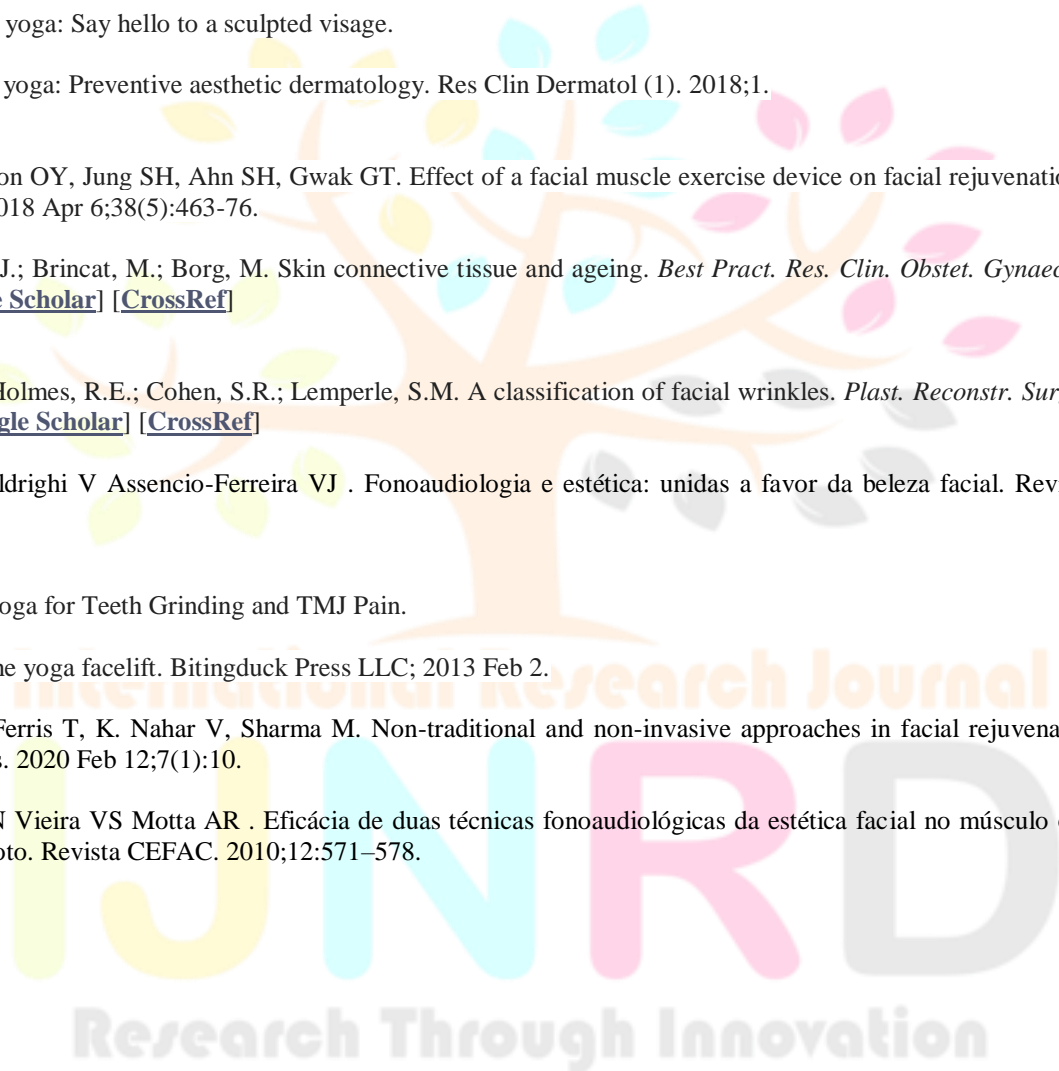 yoga: Say hello to a sculpted visage.
yoga: Preventive aesthetic dermatology. Res Clin Dermatol (1). 2018;1.
on OY, Jung SH, Ahn SH, Gwak GT. Effect of a facial muscle exercise device on facial rejuvenatio
018 Apr 6;38(5):463-76.
J.; Brincat, M.; Borg, M. Skin connective tissue and ageing. Best Pract. Res. Clin. Obstet. Gynaec
e Scholar] [CrossRef]
Holmes, R.E.; Cohen, S.R.; Lemperle, S.M. A classification of facial wrinkles. Plast. Reconstr. Sur
gle Scholar] [CrossRef]
ldrighi V Assencio-Ferreira VJ . Fonoaudiologia e estética: unidas a favor da beleza facial. Rev
oga for Teeth Grinding and TMJ Pain.
he yoga facelift. Bitingduck Press LLC; 2013 Feb 2.
International Research Journal
Ferris T, K. Nahar V, Sharma M. Non-traditional and non-invasive approaches in facial rejuvena
s. 2020 Feb 12;7(1):10.
N Vieira VS Motta AR . Eficácia de duas técnicas fonoaudiológicas da estética facial no músculo
oto. Revista CEFAC. 2010;12:571–578.
IJNRD
Research Through Innovation